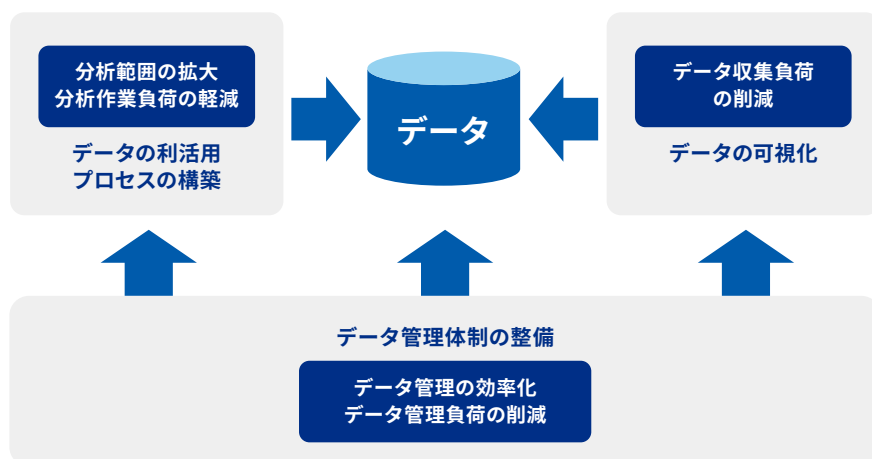 分析範囲の拡大
分析作業負荷の軽減
データの利活用
プロセスの構築
データ
データ収集負荷
の削減
データの可視化
データ管理体制の整備
データ管理の効率化
データ管理負荷の削減